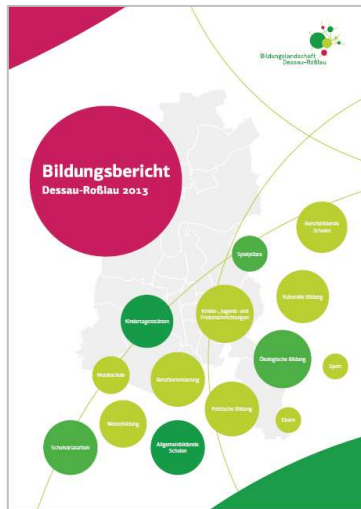 Bildungslandschaft
Dessau-Roßlau
Bildungsbericht
Dessau-Roßlau 2013
Berufsbildende
Schulen
Spielplätze
Kulturelle Bildung
Kinder-, Jugend- und
Freizeiteinrichtungen
Kindertagesstätten
Ökologische Bildung
Sport
Musikschule
Berufsorientierung
Politische Bildung
Eltern
Weiterbildung
Schulsozialarbeit
Allgemeinbildende
Schulen